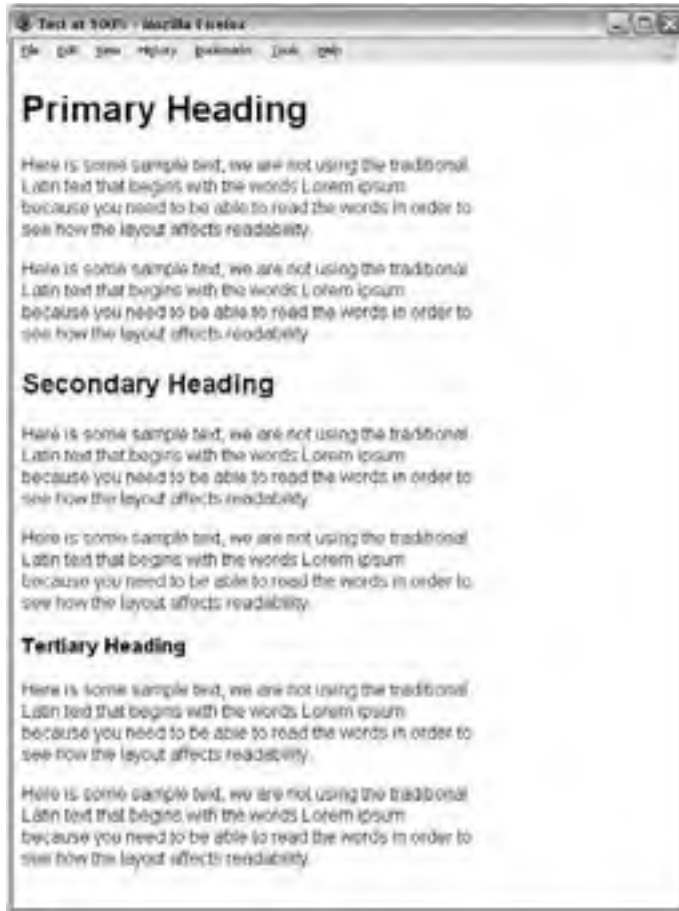 Test at 100% - Mozilla Firefox
File Edit View History Bookmarks Tools Help
Primary Heading
Here is some sample text, we are not using the traditional
Latin text that begins with the words Lorem ipsum
because you need to be able to read the words in order to
see how the layout affects readability.
Here is some sample text, we are not using the traditional
Latin text that begins with the words Lorem ipsum
because you need to be able to read the words in order to
see how the layout affects readability.
Secondary Heading
Here is some sample text, we are not using the traditional
Latin text that begins with the words Lorem ipsum
because you need to be able to read the words in order to
see how the layout affects readability.
Here is some sample text, we are not using the traditional
Latin text that begins with the words Lorem ipsum
because you need to be able to read the words in order to
see how the layout affects readability.
Tertiary Heading
Here is some sample text, we are not using the traditional
Latin text that begins with the words Lorem ipsum
because you need to be able to read the words in order to
see how the layout affects readability.
Here is some sample text, we are not using the traditional
Latin text that begins with the words Lorem ipsum
because you need to be able to read the words in order to
see how the layout affects readability.